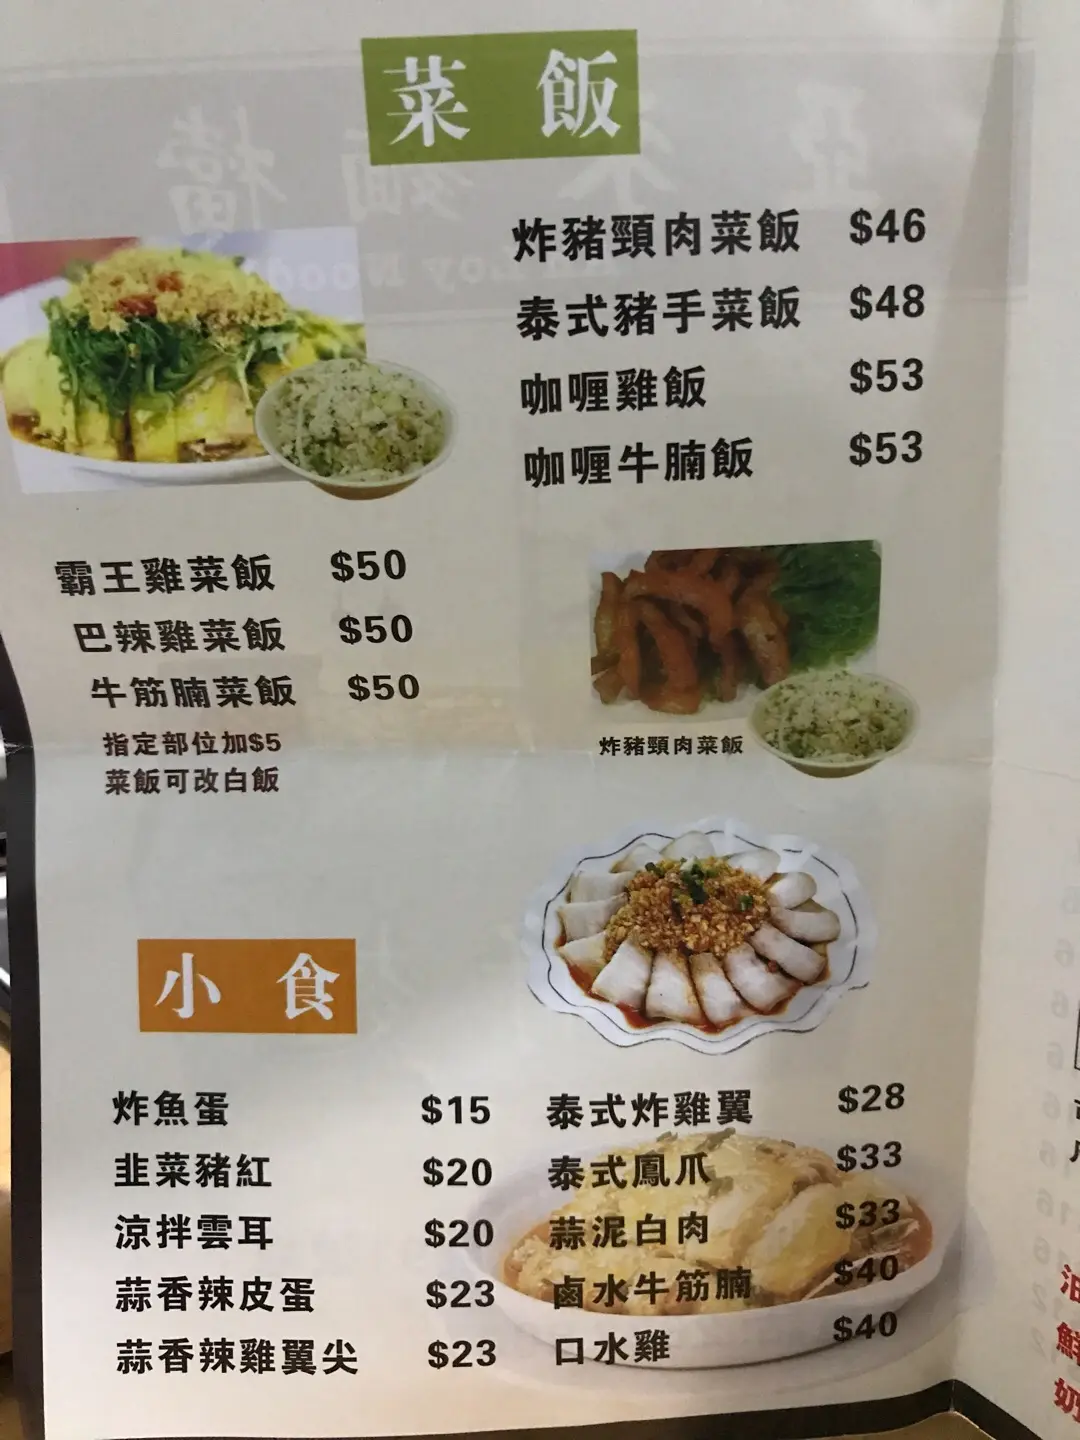 菜飯
炸豬頸肉菜飯 $46
泰式豬手菜飯 $48
咖喱雞飯 $53
咖喱牛腩飯 $53
霸王雞菜飯 $50
巴辣雞菜飯 $50
牛筋腩菜飯 $50
指定部位加$5
菜飯可改白飯
炸豬頸肉菜飯
小食
炸魚蛋 $15
韭菜豬紅 $20
涼拌雲耳 $20
蒜香辣皮蛋 $23
蒜香辣雞翼尖 $23
泰式炸雞翼 $28
泰式鳳爪 $33
蒜泥白肉 $33
鹵水牛筋腩 $40
口水雞 $40
鮮
奶